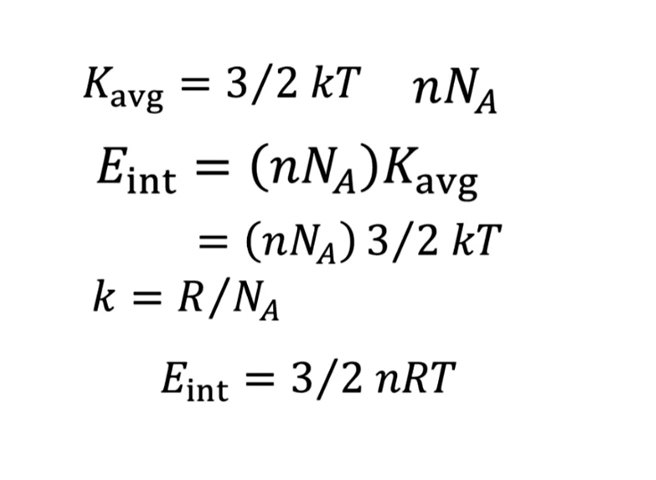 K_avg = 3/2 kT nN_A
E_int = (nN_A)K_avg
= (nN_A) 3/2 kT
k = R/N_A
E_int = 3/2 nRT